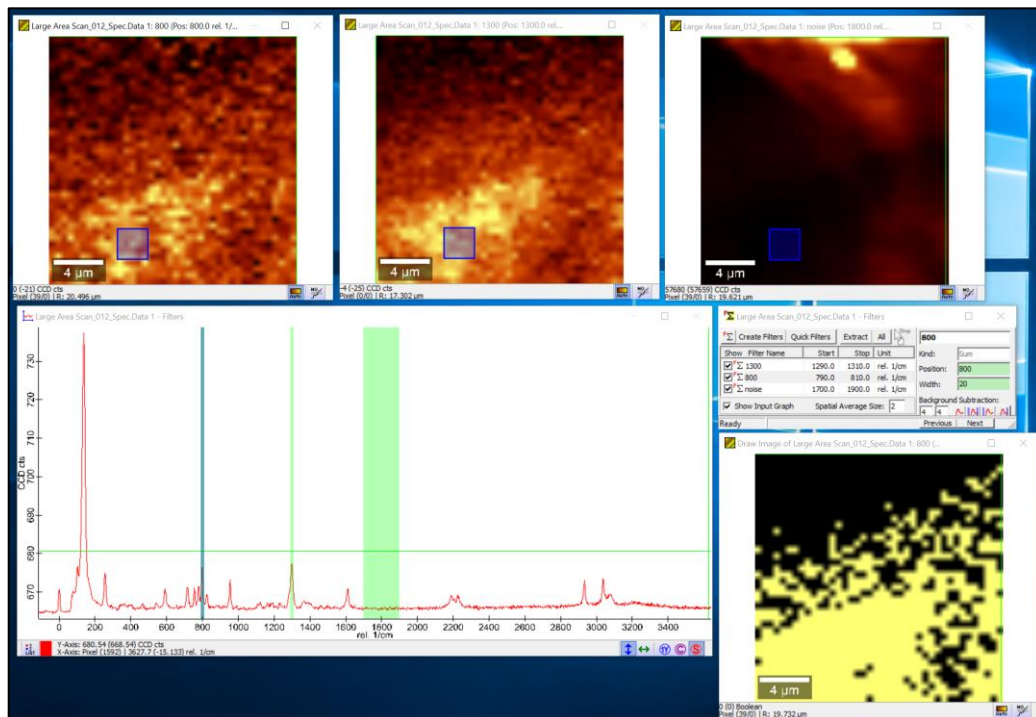 Large Area Scan_012_Spec.Data 1: 800 (Pos: 800.0 rel. 1/...
4 µm
0 (-21) CCD cts
Pixel (39/0) | R: 20.496 µm
Large Area Scan_012_Spec.Data 1: 1300 (Pos: 1300.0 re...
4 µm
-4 (-25) CCD cts
Pixel (0/0) | R: 17.302 µm
Large Area Scan_012_Spec.Data 1: noise (Pos: 1800.0 re...
4 µm
57680 (57659) CCD cts
Pixel (39/0) | R: 19.621 µm
Large Area Scan_012_Spec.Data 1 - Filters
CCD cts
730
720
710
700
690
680
670
0 200 400 600 800 1000 1200 1400 1600 1800 2000 2200 2400 2600 2800 3000 3200 3400
rel. 1/cm
Y-Axis: 680.54 (668.54) CCD cts
X-Axis: Pixel (1592) | 3627.7 (-15.133) rel. 1/cm
Large Area Scan_012_Spec.Data 1 - Filters
Create Filters Quick Filters Extract All Stop
Show Filter Name Start Stop Unit
1300 1290.0 1310.0 rel. 1/cm
800 790.0 810.0 rel. 1/cm
noise 1700.0 1900.0 rel. 1/cm
Show Input Graph Spatial Average Size: 2
Ready
800
Kind: Sum
Position: 800
Width: 20
Background Subtraction:
4 4
Previous Next
Draw Image of Large Area Scan_012_Spec.Data 1: 800 (...
4 µm
0 (0) Boolean
Pixel (39/0) | R: 19.732 µm